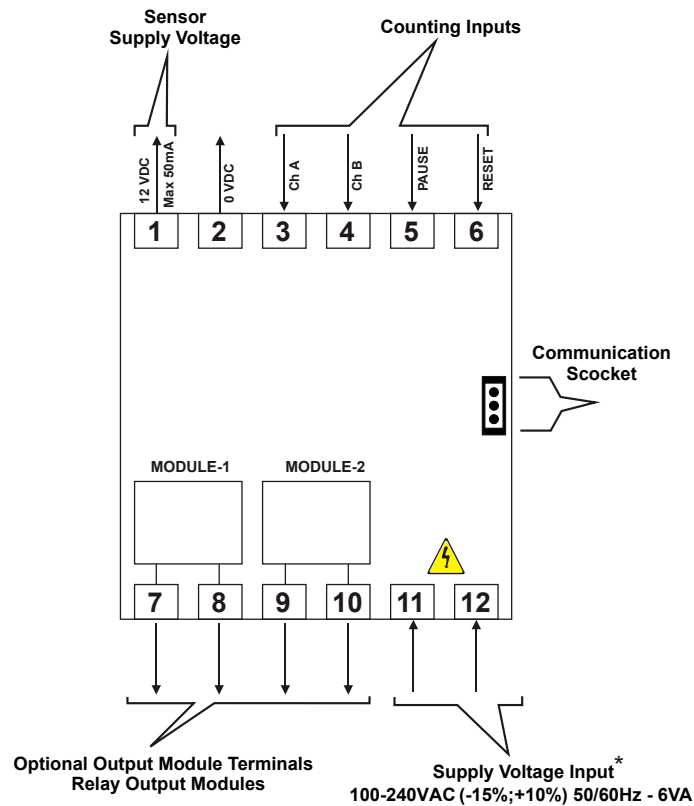 Sensor
Supply Voltage
Counting Inputs
12 VDC
Max 50mA
0 VDC
Ch A
Ch B
PAUSE
RESET
1
2
3
4
5
6
Communication
Scocket
MODULE-1
MODULE-2
7
8
9
10
11
12
Optional Output Module Terminals
Relay Output Modules
Supply Voltage Input*
100-240VAC (-15%;+10%) 50/60Hz - 6VA